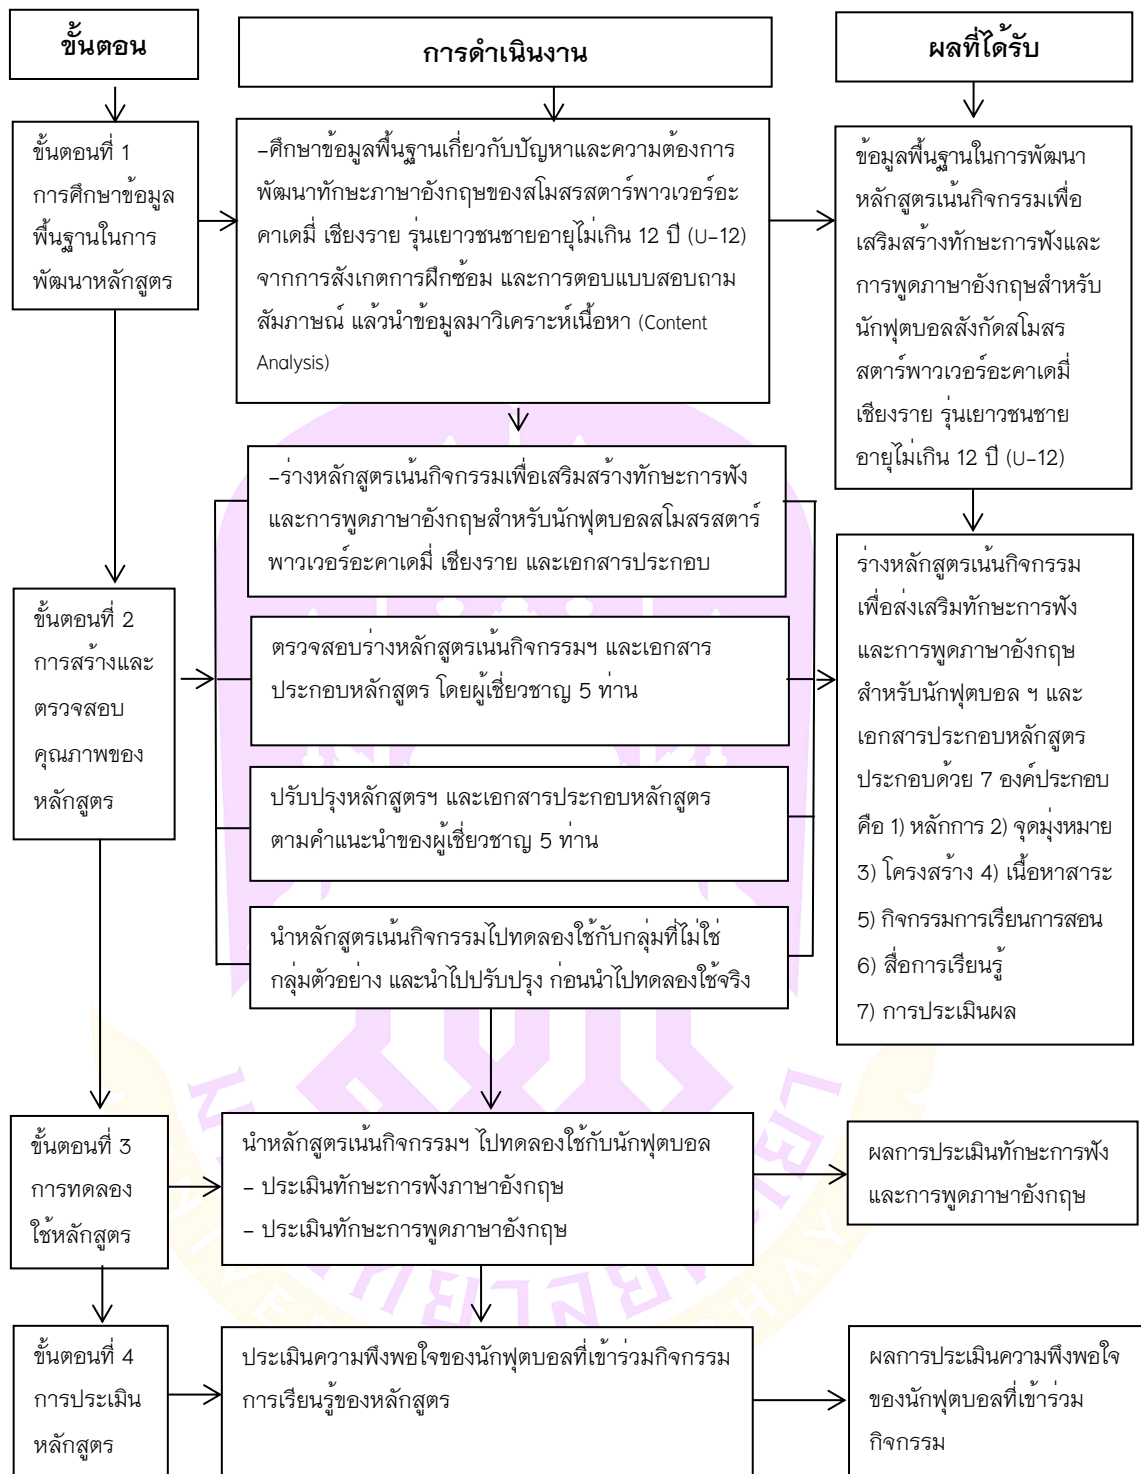 ขั้นตอน
การดำเนินงาน
ผลที่ได้รับ
ขั้นตอนที่ 1
การศึกษาข้อมูล
พื้นฐานในการ
พัฒนาหลักสูตร
-ศึกษาข้อมูลพื้นฐานเกี่ยวกับปัญหาและความต้องการ
พัฒนาทักษะภาษาอังกฤษของสโมสรสตาร์พาวเวอร์อะ
คาเดมี่ เชียงราย รุ่นเยาวชนชายอายุไม่เกิน 12 ปี (U-12)
จากการสังเกตการฝึกซ้อม และการตอบแบบสอบถาม
สัมภาษณ์ แล้วนำข้อมูลมาวิเคราะห์เนื้อหา (Content
Analysis)
ข้อมูลพื้นฐานในการพัฒนา
หลักสูตรเน้นกิจกรรมเพื่อ
เสริมสร้างทักษะการฟังและ
การพูดภาษาอังกฤษสำหรับ
นักฟุตบอลสังกัดสโมสร
สตาร์พาวเวอร์อะคาเดมี่
เชียงราย รุ่นเยาวชนชาย
อายุไม่เกิน 12 ปี (U-12)
ขั้นตอนที่ 2
การสร้างและ
ตรวจสอบ
คุณภาพของ
หลักสูตร
-ร่างหลักสูตรเน้นกิจกรรมเพื่อเสริมสร้างทักษะการฟัง
และการพูดภาษาอังกฤษสำหรับนักฟุตบอลสโมสรสตาร์
พาวเวอร์อะคาเดมี่ เชียงราย และเอกสารประกอบ
ตรวจสอบร่างหลักสูตรเน้นกิจกรรมฯ และเอกสาร
ประกอบหลักสูตร โดยผู้เชี่ยวชาญ 5 ท่าน
ปรับปรุงหลักสูตรฯ และเอกสารประกอบหลักสูตร
ตามคำแนะนำของผู้เชี่ยวชาญ 5 ท่าน
นำหลักสูตรเน้นกิจกรรมไปทดลองใช้กับกลุ่มที่ไม่ใช่
กลุ่มตัวอย่าง และนำไปปรับปรุง ก่อนนำไปทดลองใช้จริง
ร่างหลักสูตรเน้นกิจกรรม
เพื่อส่งเสริมทักษะการฟัง
และการพูดภาษาอังกฤษ
สำหรับนักฟุตบอล ฯ และ
เอกสารประกอบหลักสูตร
ประกอบด้วย 7 องค์ประกอบ
คือ 1) หลักการ 2) จุดมุ่งหมาย
3) โครงสร้าง 4) เนื้อหาสาระ
5) กิจกรรมการเรียนการสอน
6) สื่อการเรียนรู้
7) การประเมินผล
ขั้นตอนที่ 3
การทดลอง
ใช้หลักสูตร
นำหลักสูตรเน้นกิจกรรมฯ ไปทดลองใช้กับนักฟุตบอล
- ประเมินทักษะการฟังภาษาอังกฤษ
- ประเมินทักษะการพูดภาษาอังกฤษ
ผลการประเมินทักษะการฟัง
และการพูดภาษาอังกฤษ
ขั้นตอนที่ 4
การประเมิน
หลักสูตร
ประเมินความพึงพอใจของนักฟุตบอลที่เข้าร่วมกิจกรรม
การเรียนรู้ของหลักสูตร
ผลการประเมินความพึงพอใจ
ของนักฟุตบอลที่เข้าร่วม
กิจกรรม